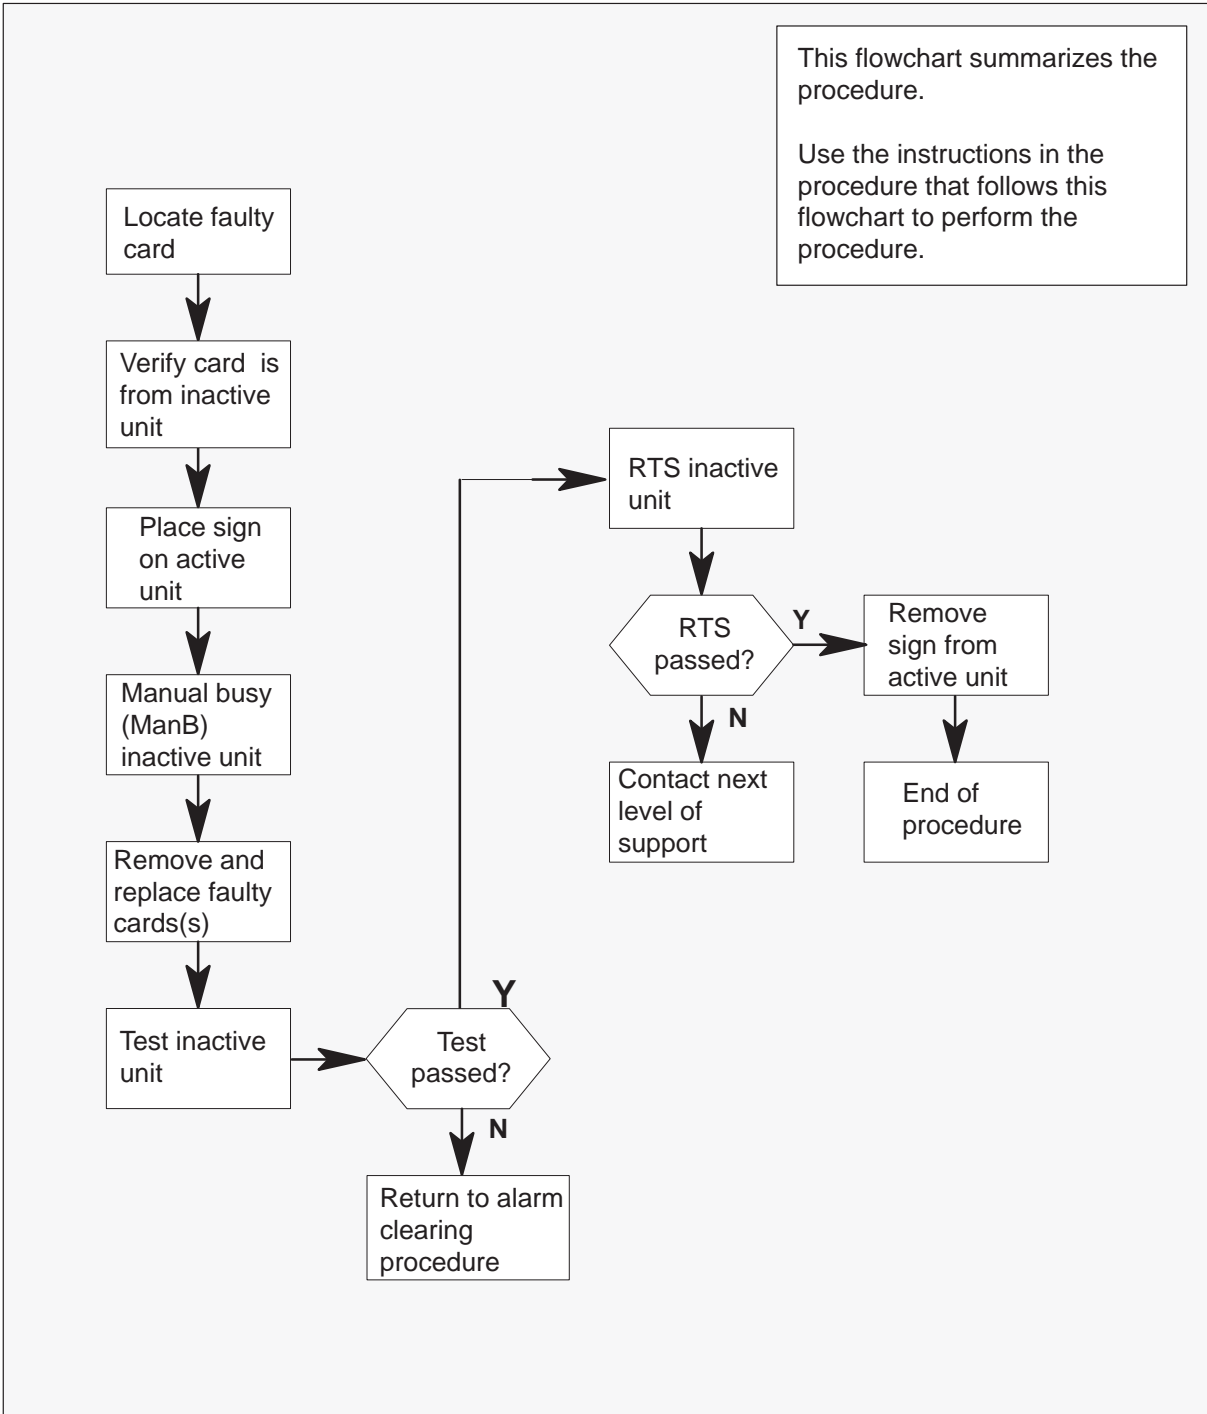 This flowchart summarizes the
procedure.
Use the instructions in the
procedure that follows this
flowchart to perform the
procedure.
Locate faulty
card
Verify card  is
from inactive
unit
Place sign
on active
unit
Manual busy
(ManB)
inactive unit
Remove and
replace faulty
cards(s)
Test inactive
unit
Test
passed?
Y
N
Return to alarm
clearing
procedure
RTS inactive
unit
RTS
passed?
Y
N
Contact next
level of
support
Remove
sign from
active unit
End of
procedure